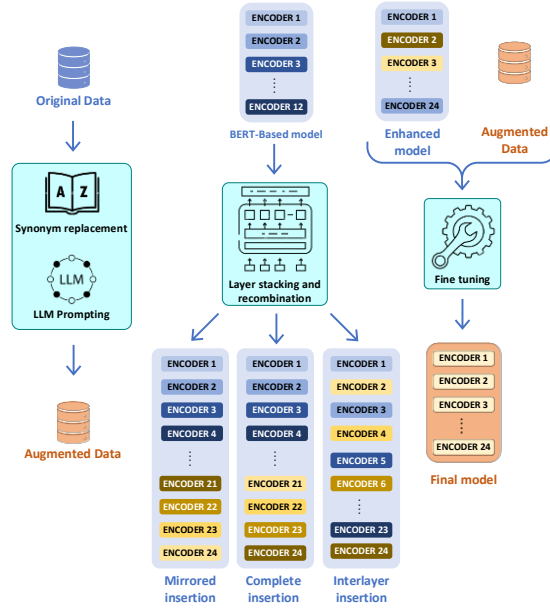 Original Data
A Z
Synonym replacement
LLM
LLM Prompting
Augmented Data
ENCODER 1
ENCODER 2
ENCODER 3
ENCODER 12
BERT-Based model
Layer stacking and
recombination
ENCODER 1
ENCODER 2
ENCODER 3
ENCODER 4
ENCODER 21
ENCODER 22
ENCODER 23
ENCODER 24
Mirrored
insertion
ENCODER 1
ENCODER 2
ENCODER 3
ENCODER 4
ENCODER 21
ENCODER 22
ENCODER 23
ENCODER 24
Complete
insertion
ENCODER 1
ENCODER 2
ENCODER 3
ENCODER 4
ENCODER 5
ENCODER 6
ENCODER 23
ENCODER 24
Interlayer
insertion
ENCODER 1
ENCODER 2
ENCODER 3
ENCODER 24
Enhanced
model
Augmented
Data
Fine tuning
ENCODER 1
ENCODER 2
ENCODER 3
ENCODER 24
Final model